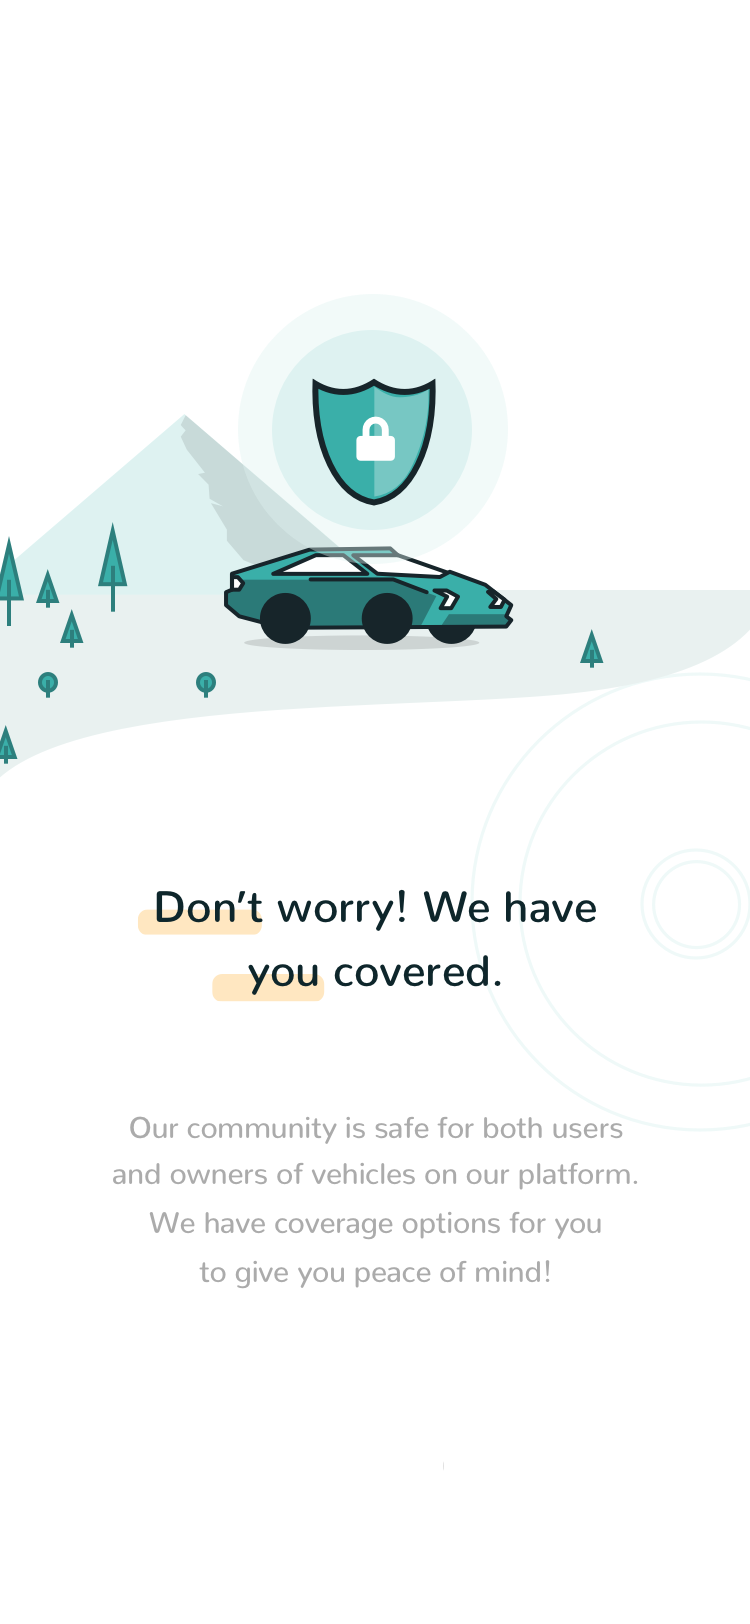 Don't worry! We have
you covered.
Our community is safe for both users
and owners of vehicles on our platform.
We have coverage options for you
to give you peace of mind!